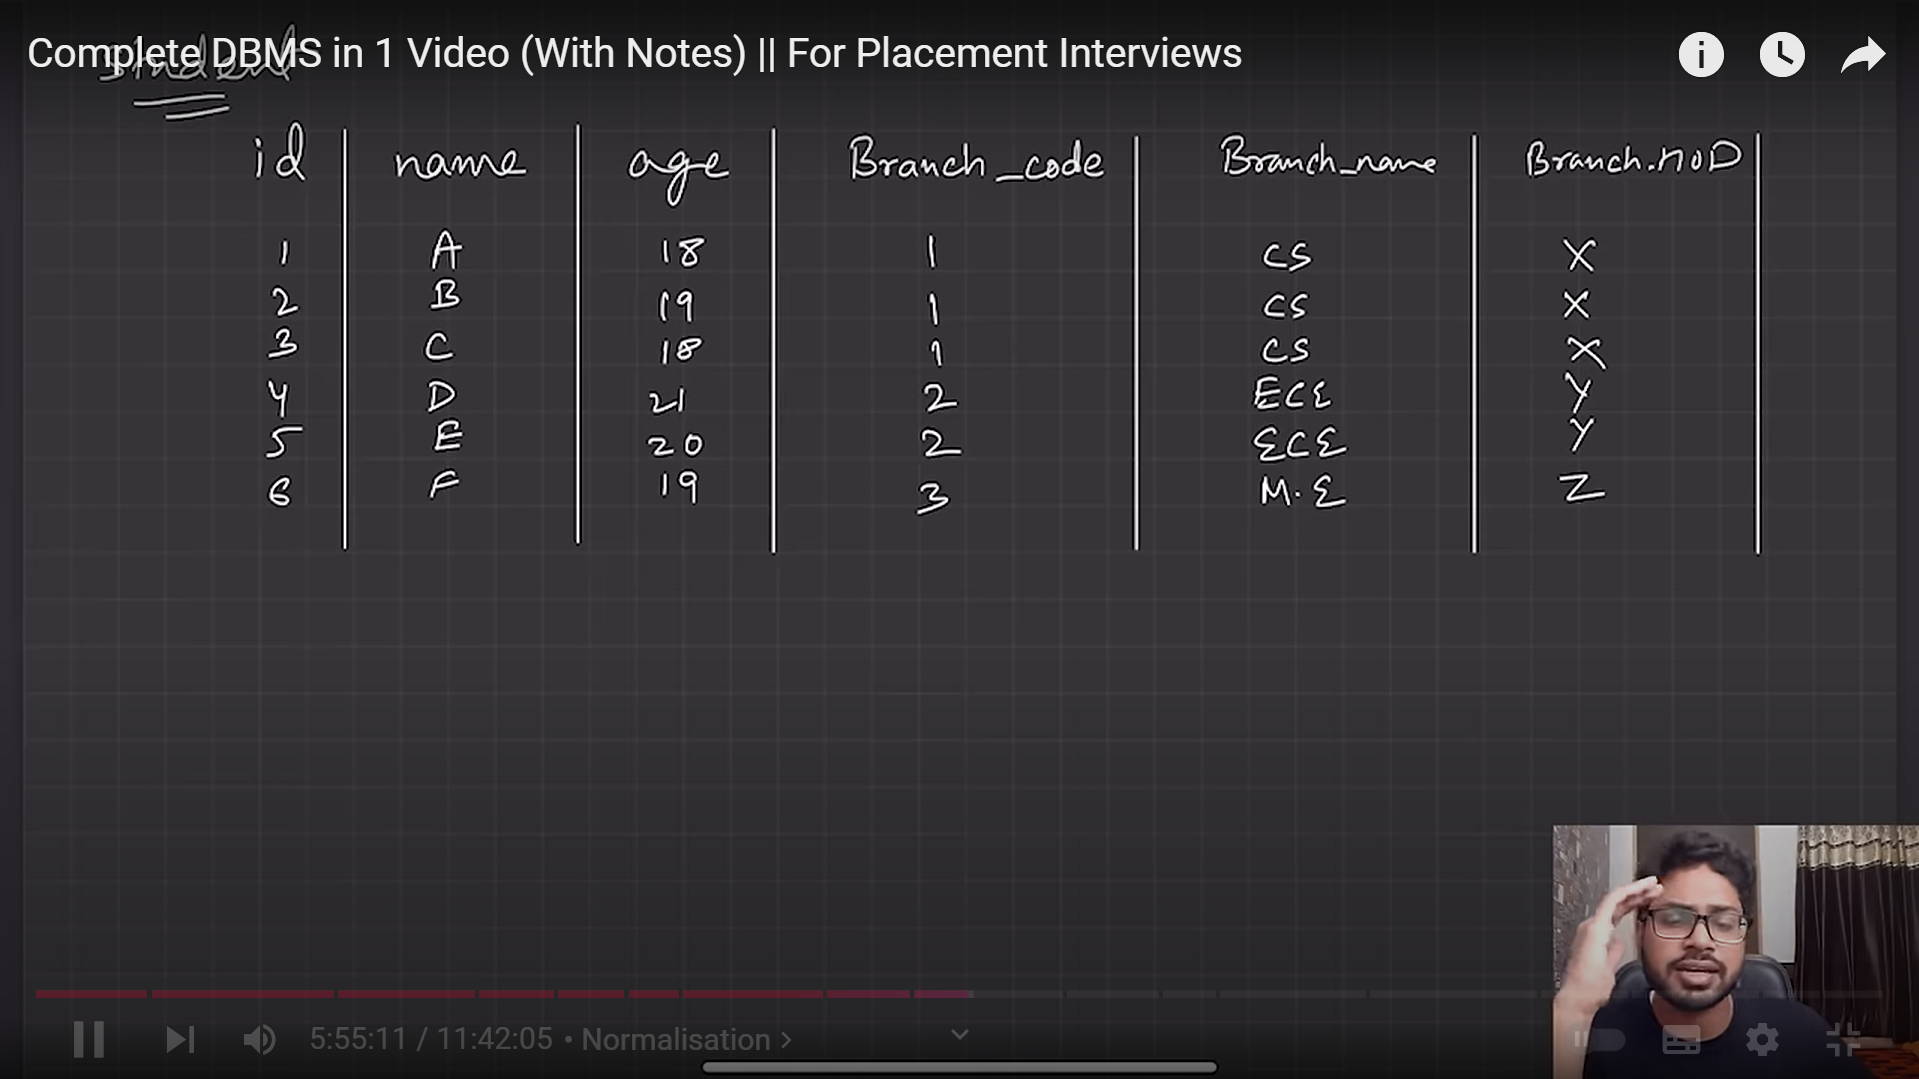 Complete DBMS in 1 Video (With Notes) || For Placement Interviews
Student
id name age Branch_code Branch_name Branch.HOD
1 A 18 1 CS X
2 B 19 1 CS X
3 C 18 1 CS X
4 D 21 2 ECE Y
5 E 20 2 ECE Y
6 F 19 3 M.E Z
5:55:11 / 11:42:05 • Normalisation >